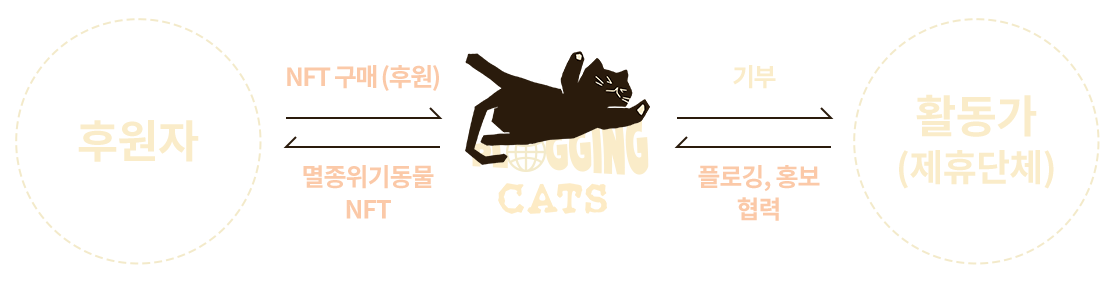 후원자
NFT 구매 (후원)
멸종위기동물
NFT
GGING
CATS
기부
플로깅, 홍보
협력
활동가
(제휴단체)